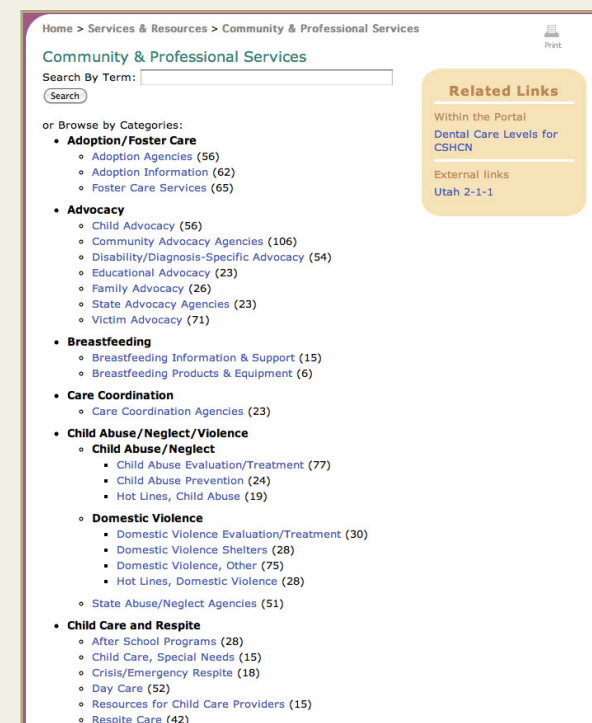 Home > Services & Resources > Community & Professional Services
Print
Community & Professional Services
Search By Term:
Search
or Browse by Categories:
• Adoption/Foster Care
Adoption Agencies (56)
Adoption Information (62)
Foster Care Services (65)
• Advocacy
Child Advocacy (56)
Community Advocacy Agencies (106)
Disability/Diagnosis-Specific Advocacy (54)
Educational Advocacy (23)
Family Advocacy (26)
State Advocacy Agencies (23)
Victim Advocacy (71)
• Breastfeeding
Breastfeeding Information & Support (15)
Breastfeeding Products & Equipment (6)
• Care Coordination
Care Coordination Agencies (23)
• Child Abuse/Neglect/Violence
Child Abuse/Neglect
Child Abuse Evaluation/Treatment (77)
Child Abuse Prevention (24)
Hot Lines, Child Abuse (19)
Domestic Violence
Domestic Violence Evaluation/Treatment (30)
Domestic Violence Shelters (28)
Domestic Violence, Other (75)
Hot Lines, Domestic Violence (28)
State Abuse/Neglect Agencies (51)
• Child Care and Respite
After School Programs (28)
Child Care, Special Needs (15)
Crisis/Emergency Respite (18)
Day Care (52)
Resources for Child Care Providers (15)
Respite Care (42)
Related Links
Within the Portal
Dental Care Levels for
CSHCN
External links
Utah 2-1-1